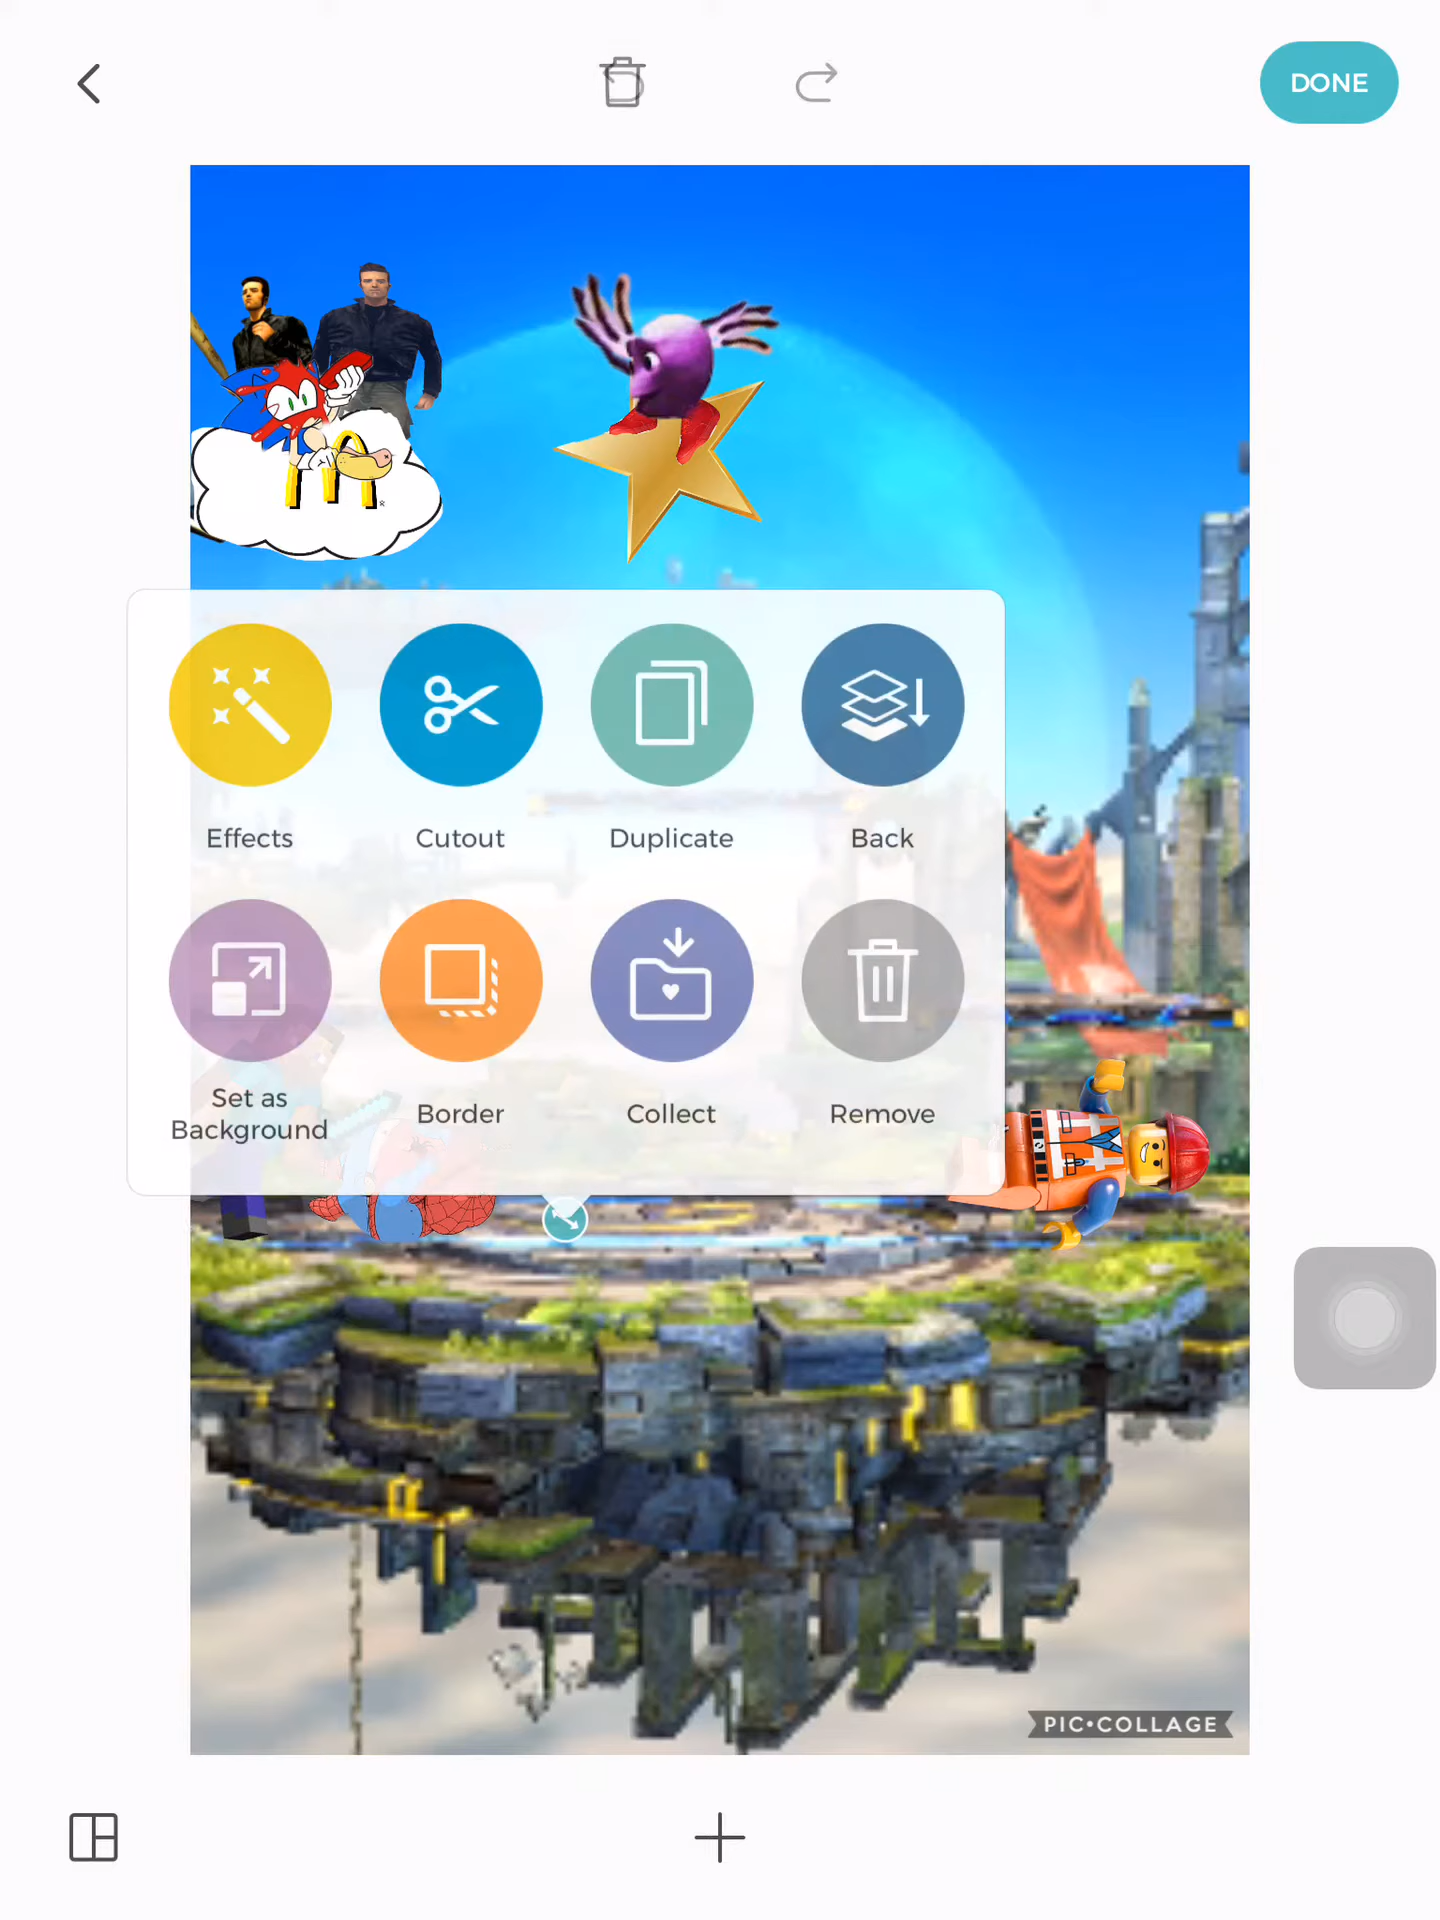 DONE
Effects
Cutout
Duplicate
Back
Set as
Background
Border
Collect
Remove
PIC•COLLAGE